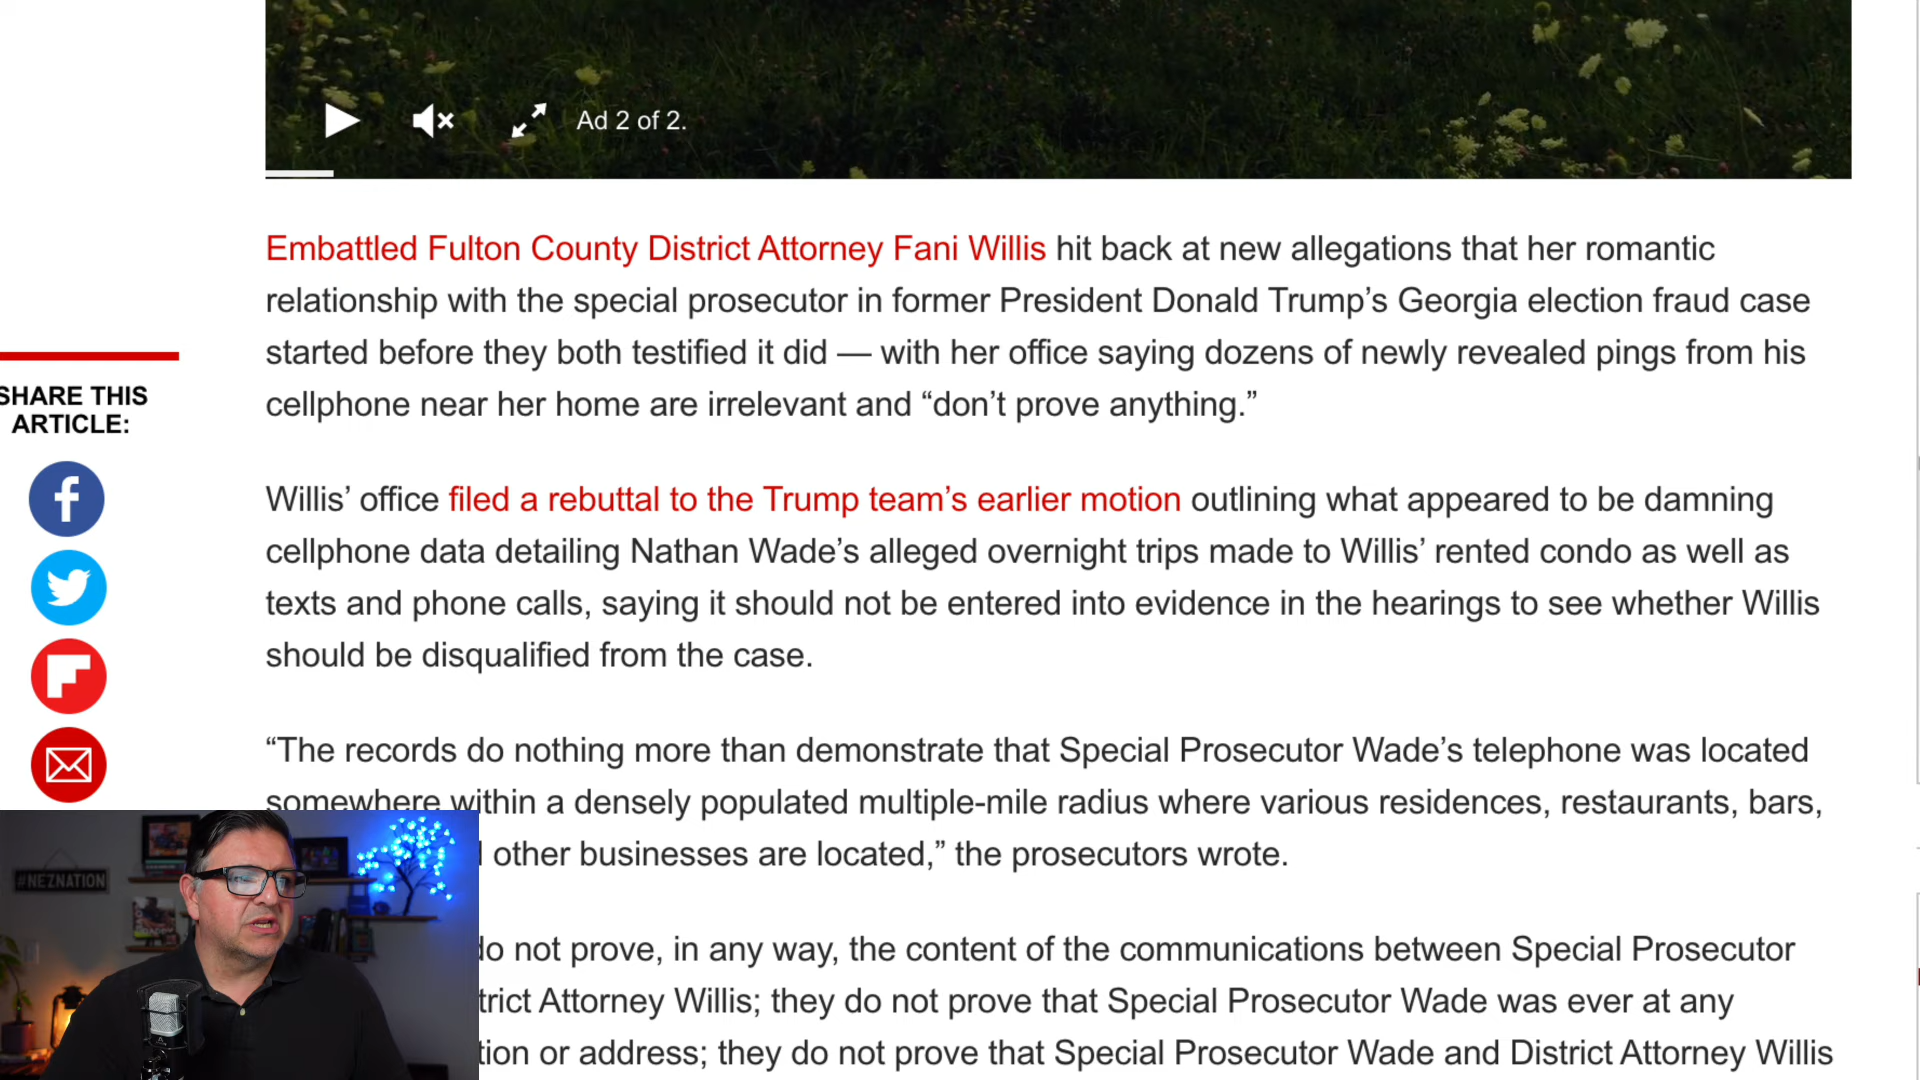 Ad 2 of 2.
Embattled Fulton County District Attorney Fani Willis hit back at new allegations that her romantic
relationship with the special prosecutor in former President Donald Trump’s Georgia election fraud case
started before they both testified it did — with her office saying dozens of newly revealed pings from his
cellphone near her home are irrelevant and “don’t prove anything.”
SHARE THIS
ARTICLE:
Willis’ office filed a rebuttal to the Trump team’s earlier motion outlining what appeared to be damning
cellphone data detailing Nathan Wade’s alleged overnight trips made to Willis’ rented condo as well as
texts and phone calls, saying it should not be entered into evidence in the hearings to see whether Willis
should be disqualified from the case.
“The records do nothing more than demonstrate that Special Prosecutor Wade’s telephone was located
somewhere within a densely populated multiple-mile radius where various residences, restaurants, bars,
other businesses are located,” the prosecutors wrote.
do not prove, in any way, the content of the communications between Special Prosecutor
trict Attorney Willis; they do not prove that Special Prosecutor Wade was ever at any
tion or address; they do not prove that Special Prosecutor Wade and District Attorney Willis
#NEZNATION